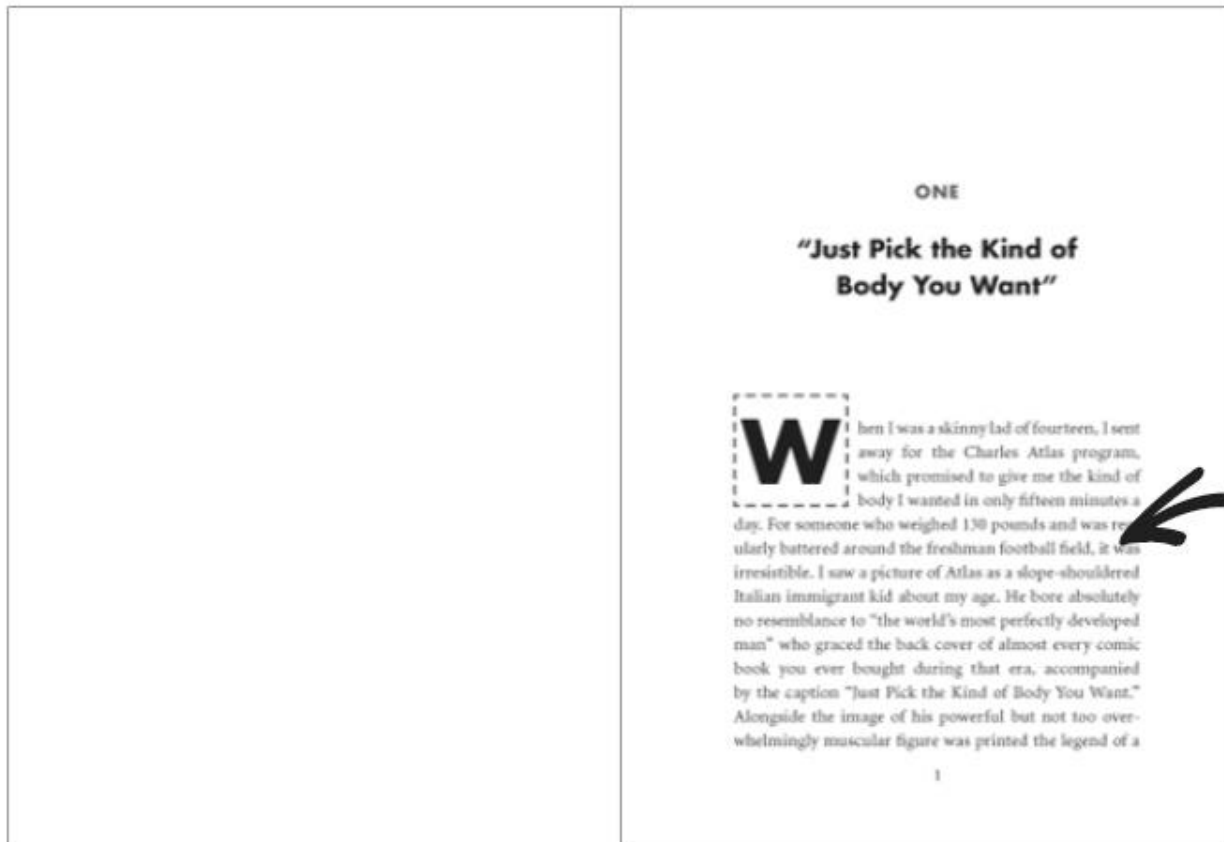 ONE
“Just Pick the Kind of
Body You Want”
When I was a skinny lad of fourteen, I sent
away for the Charles Atlas program,
which promised to give me the kind of
body I wanted in only fifteen minutes a
day. For someone who weighed 130 pounds and was
ularly battered around the freshman football field, it was
irresistible. I saw a picture of Atlas as a slope-shouldered
Italian immigrant kid about my age. He bore absolutely
no resemblance to “the world’s most perfectly developed
man” who graced the back cover of almost every comic
book you ever bought during that era, accompanied
by the caption “Just Pick the Kind of Body You Want.”
Alongside the image of his powerful but not too over-
whelmingly muscular figure was printed the legend of a
1